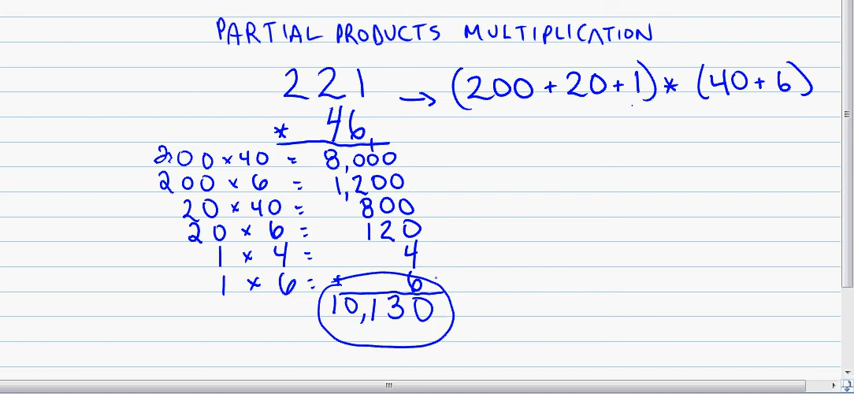 PARTIAL PRODUCTS MULTIPLICATION
221 → (200 + 20 + 1) * (40 + 6)
* 46
200 × 40 = 8,000
200 × 6 = 1,200
20 × 40 = 800
20 × 6 = 120
1 × 4 = 4
1 × 6 = + 6
10,130